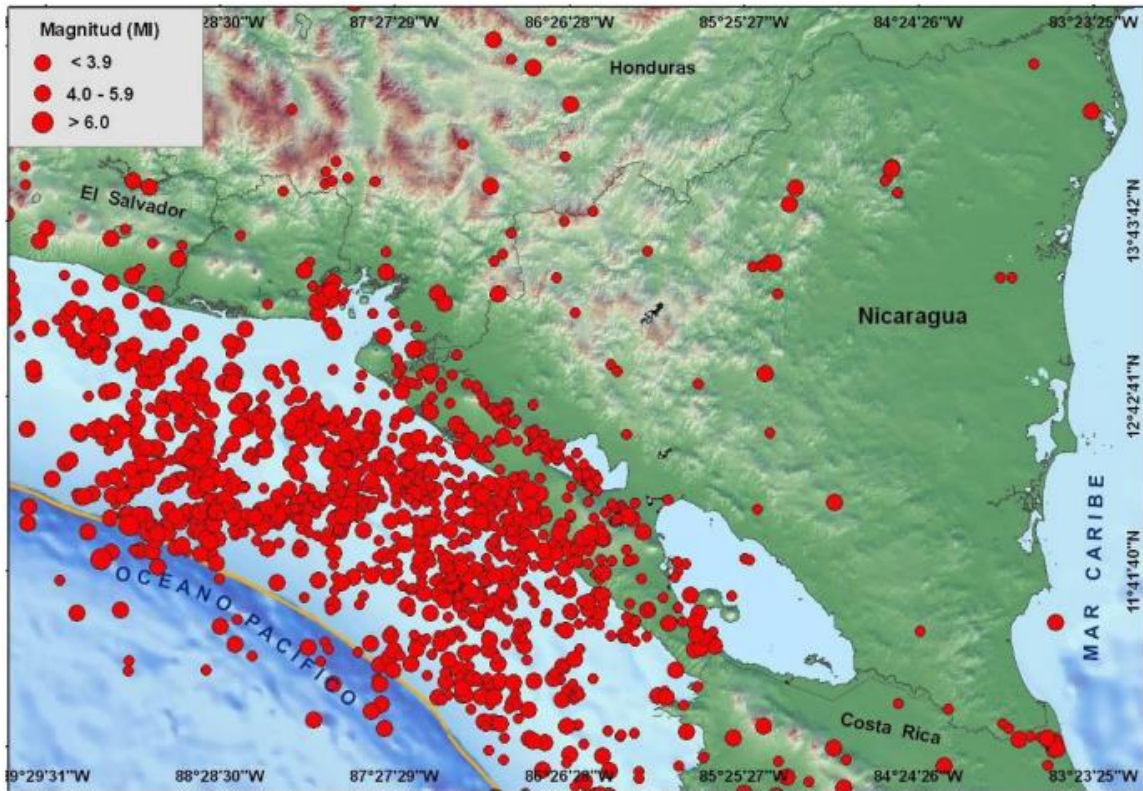 Magnitud (Ml)
< 3.9
4.0 - 5.9
> 6.0
88°28'30"W
87°27'29"W
86°26'28"W
85°25'27"W
84°24'26"W
83°23'25"W
Honduras
El Salvador
13°43'42"N
Nicaragua
12°42'41"N
MAR CARIBE
11°41'40"N
OCEANO PACIFICO
Costa Rica
89°29'31"W
88°28'30"W
87°27'29"W
86°26'28"W
85°25'27"W
84°24'26"W
83°23'25"W